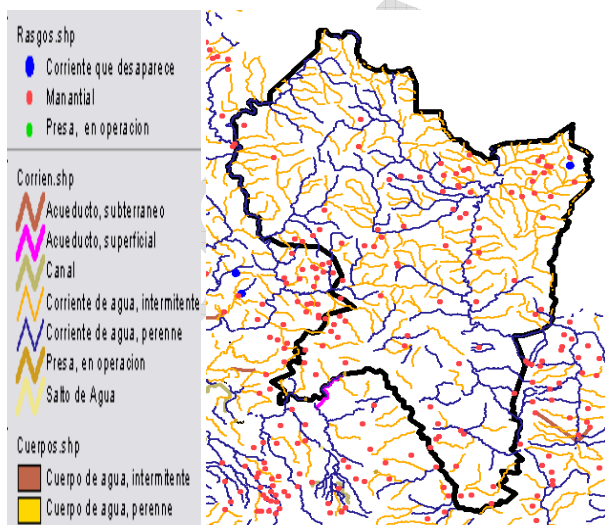 Rasgos.shp
Corriente que desaparece
Manantial
Presa, en operacion
Corrien.shp
Acueducto, subterraneo
Acueducto, superficial
Canal
Corriente de agua, intermitente
Corriente de agua, perenne
Presa, en operacion
Salto de Agua
Cuerpos.shp
Cuerpo de agua, intermitente
Cuerpo de agua, perenne